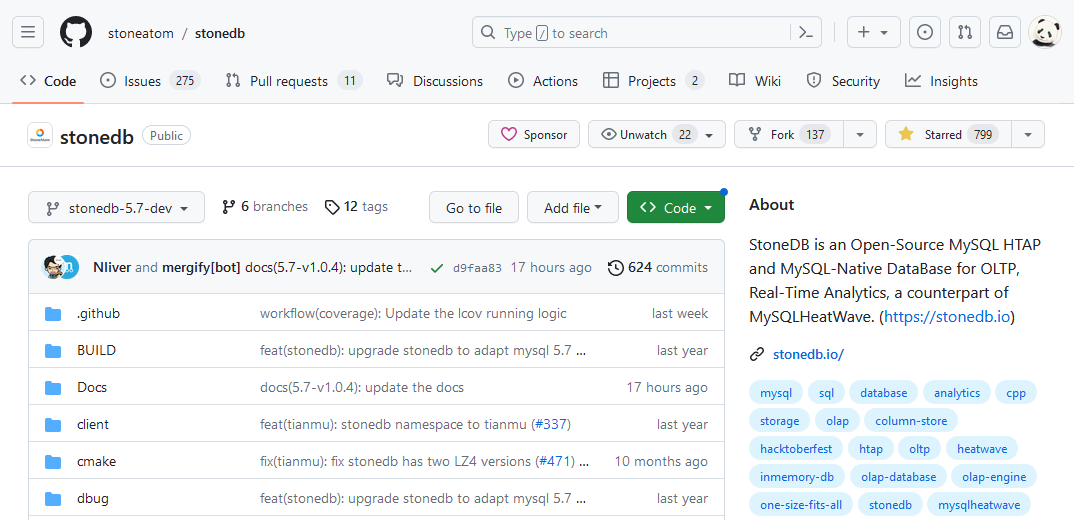 stoneatom / stonedb Type / to search
Code Issues 275 Pull requests 11 Discussions Actions Projects 2 Wiki Security Insights
stonedb Public Sponsor Unwatch 22 Fork 137 Starred 799
stonedb-5.7-dev 6 branches 12 tags Go to file Add file Code
Nliver and mergify[bot] docs(5.7-v1.0.4): update t... d9faa83 17 hours ago 624 commits
.github workflow(coverage): Update the lcov running logic last week
BUILD feat(stonedb): upgrade stonedb to adapt mysql 5.7 ... last year
Docs docs(5.7-v1.0.4): update the docs 17 hours ago
client feat(tianmu): stonedb namespace to tianmu (#337) last year
cmake fix(tianmu): fix stonedb has two LZ4 versions (#471) ... 10 months ago
dbug feat(stonedb): upgrade stonedb to adapt mysql 5.7 ... last year
About
StoneDB is an Open-Source MySQL HTAP
and MySQL-Native DataBase for OLTP,
Real-Time Analytics, a counterpart of
MySQLHeatWave. (https://stonedb.io)
stonedb.io/
mysql sql database analytics cpp
storage olap column-store
hacktoberfest htap oltp heatwave
inmemory-db olap-database olap-engine
one-size-fits-all stonedb mysqlheatwave